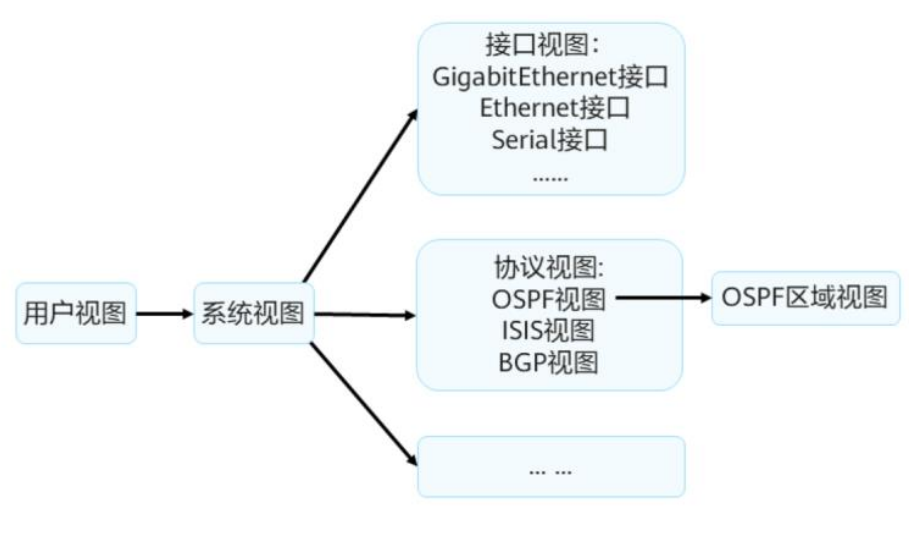 接口视图：
GigabitEthernet接口
Ethernet接口
Serial接口
......
用户视图
系统视图
协议视图:
OSPF视图
ISIS视图
BGP视图
OSPF区域视图
... ...